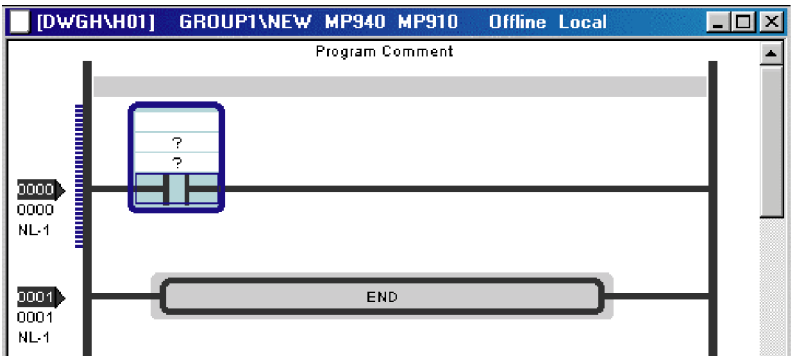 [DWGH\H01] GROUP1\NEW MP940 MP910 Offline Local
Program Comment
?
?
0000
0000
NL-1
0001
END
0001
NL-1